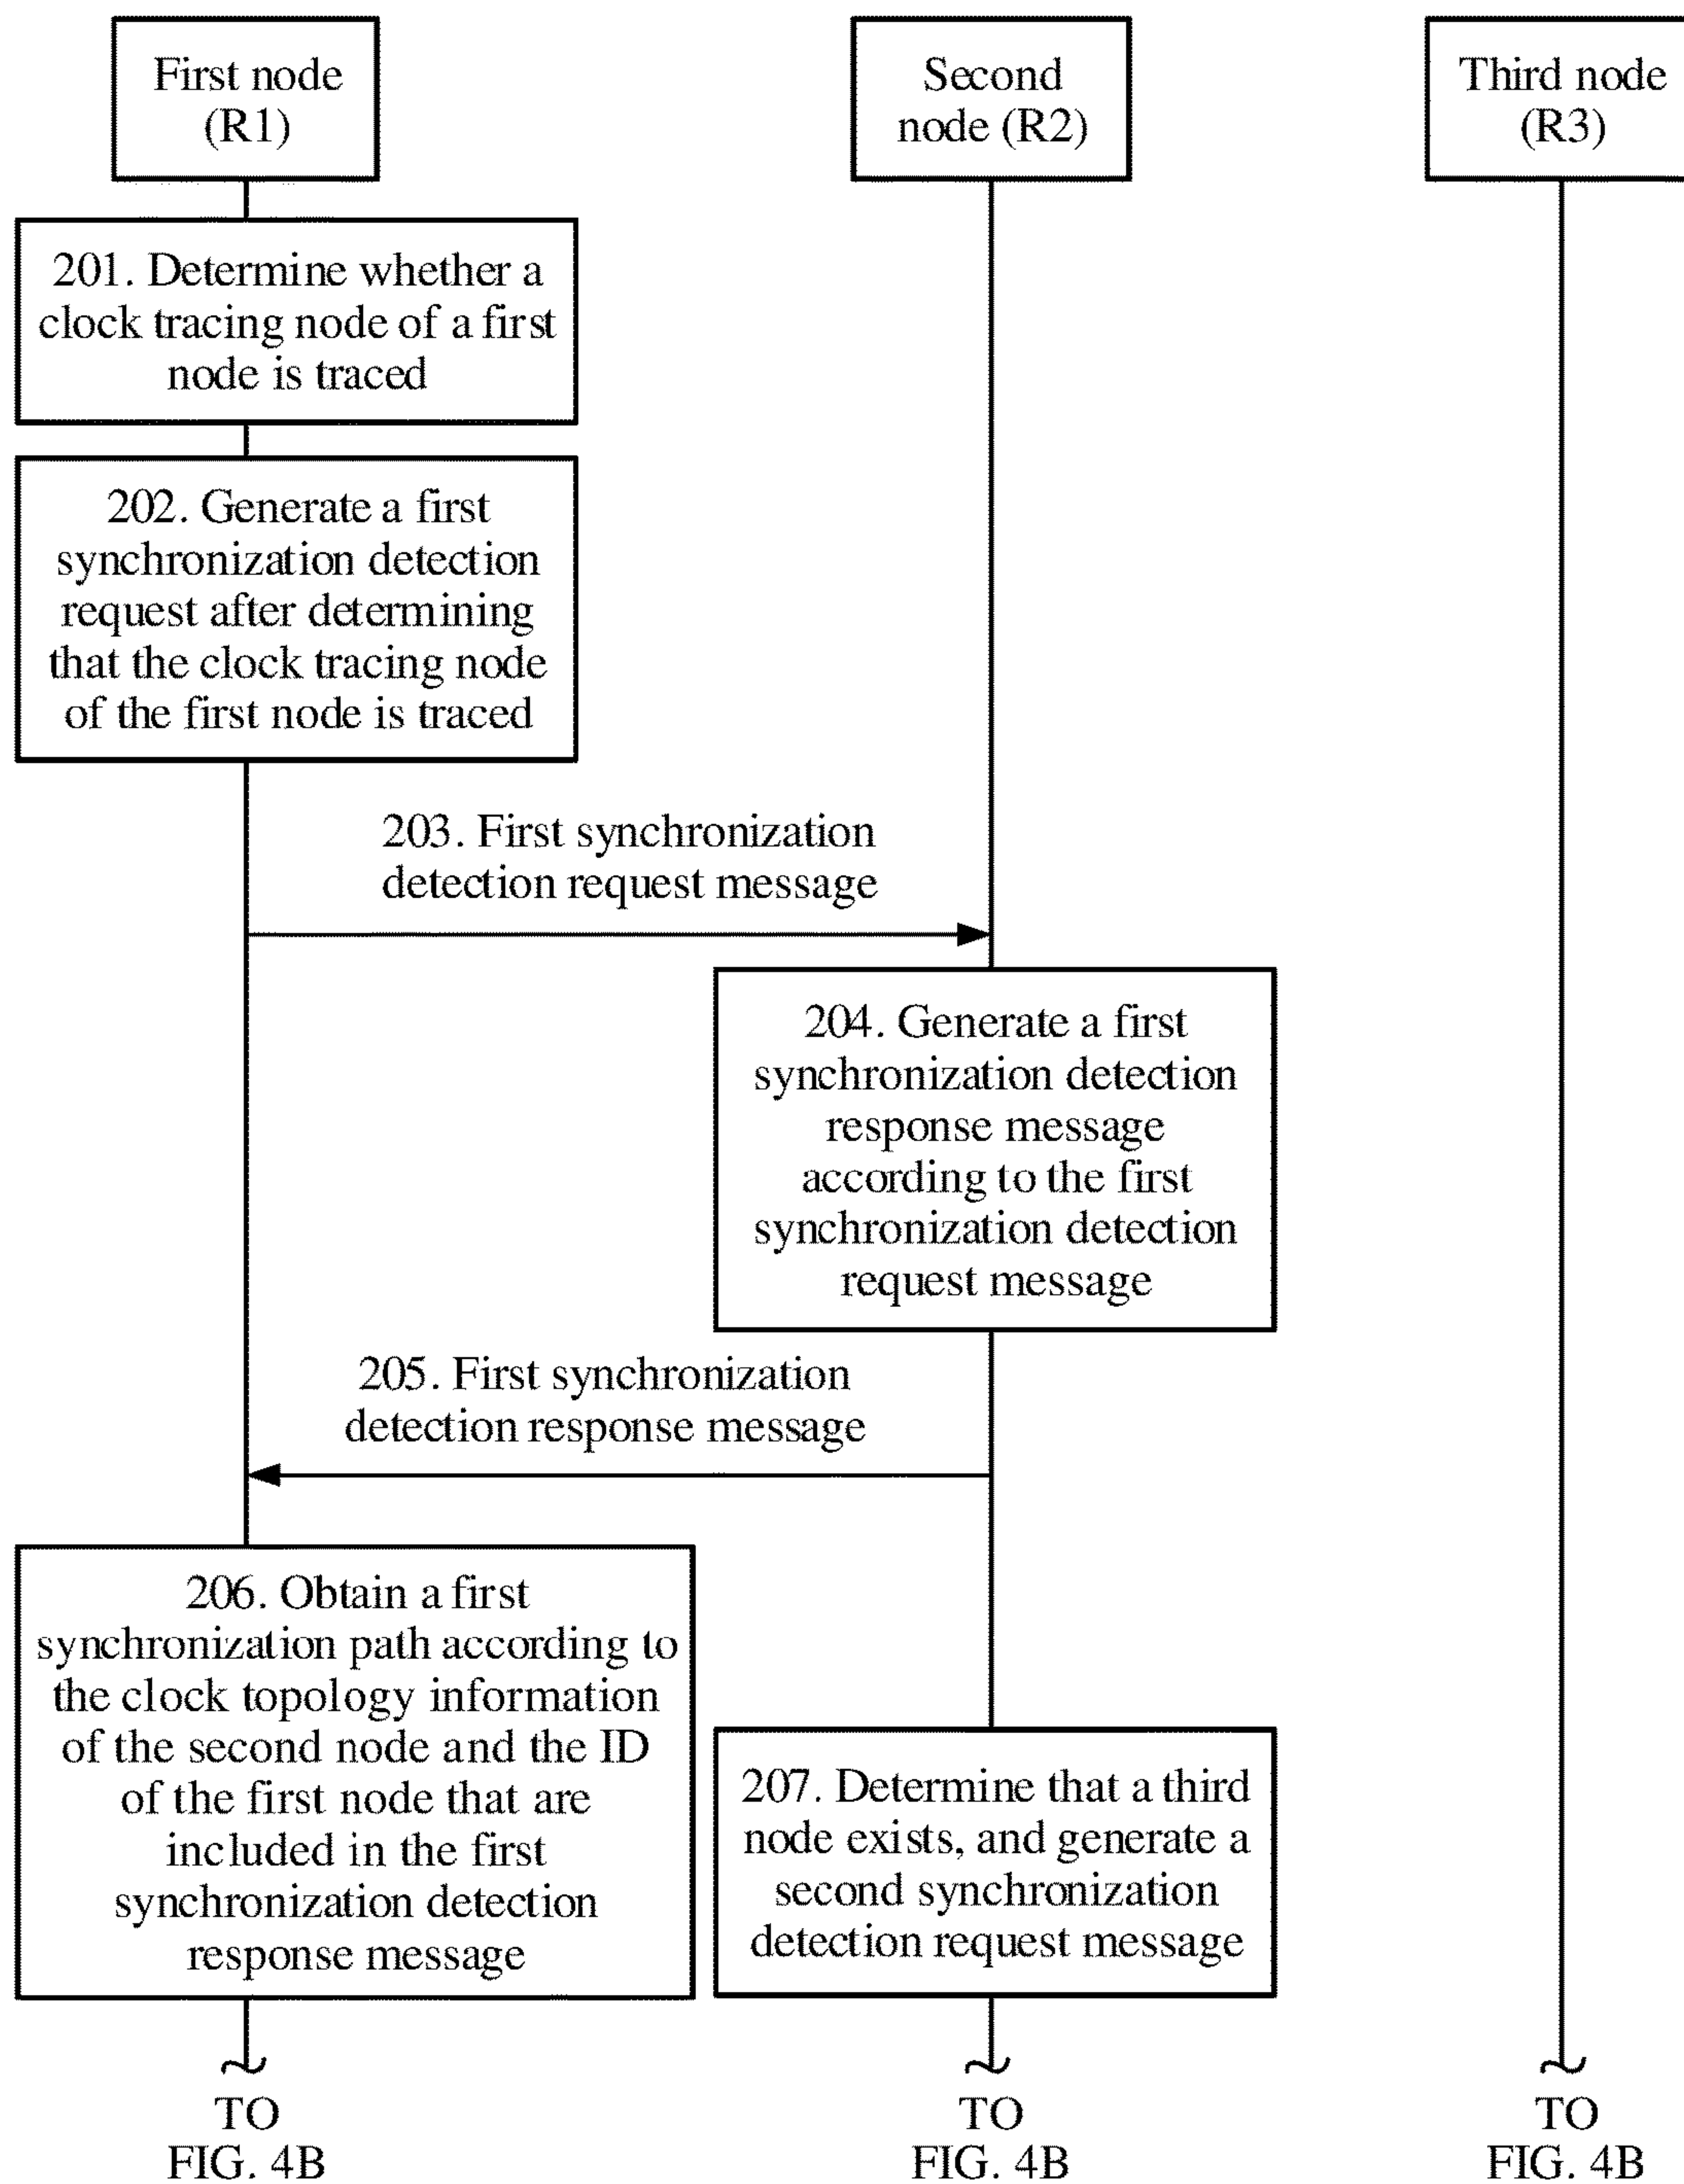 First node
(R1)
Second
node (R2)
Third node
(R3)
201. Determine whether a
clock tracing node of a first
node is traced
202. Generate a first
synchronization detection
request after determining
that the clock tracing node
of the first node is traced
203. First synchronization
detection request message
204. Generate a first
synchronization detection
response message
according to the first
synchronization detection
request message
205. First synchronization
detection response message
206. Obtain a first
synchronization path according to
the clock topology information
of the second node and the ID
of the first node that are
included in the first
synchronization detection
response message
207. Determine that a third
node exists, and generate a
second synchronization
detection request message
TO
FIG. 4B
TO
FIG. 4B
TO
FIG. 4B